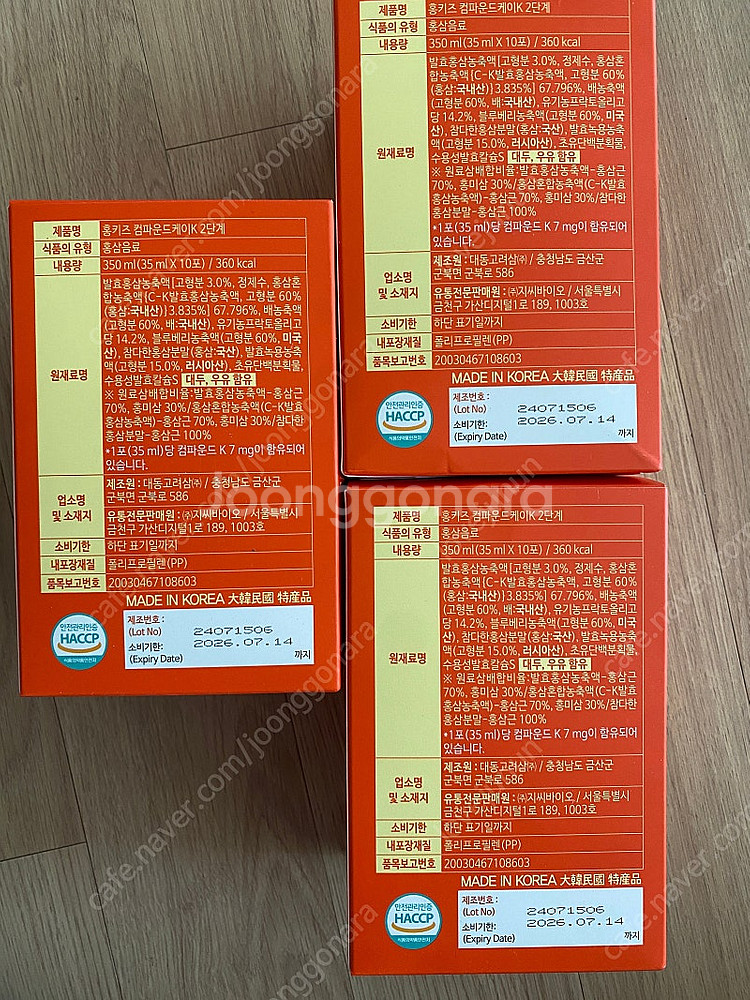 제품명 홍키즈 컴파운드케이K 2단계
식품의 유형 홍삼음료
내용량 350 ml(35 ml X 10포) / 360 kcal
원재료명
발효홍삼농축액[고형분 3.0%, 정제수, 홍삼혼
합농축액{C-K발효홍삼농축액, 고형분 60%
(홍삼:국내산)}3.835%] 67.796%, 배농축액
(고형분 60%, 배:국내산), 유기농프락토올리고
당 14.2%, 블루베리농축액(고형분 60%, 미국
산), 참다한홍삼분말(홍삼:국산), 발효녹용농축
액(고형분 15.0%, 러시아산), 초유단백분획물,
수용성발효칼슘S 대두, 우유 함유
※ 원료삼배합비율:발효홍삼농축액-홍삼근
70%, 홍미삼 30%/홍삼혼합농축액(C-K발효
홍삼농축액)-홍삼근 70%, 홍미삼 30%/참다한
홍삼분말-홍삼근 100%
*1포(35 ml)당 컴파운드 K 7 mg이 함유되어
있습니다.
업소명
및 소재지
제조원 : 대동고려삼㈜ / 충청남도 금산군
군북면 군북로 586
유통전문판매원 : ㈜지씨바이오 / 서울특별시
금천구 가산디지털1로 189, 1003호
소비기한 하단 표기일까지
내포장재질 폴리프로필렌(PP)
품목보고번호 20030467108603
MADE IN KOREA 大韓民國 特産品
안전관리인증
HACCP
식품의약품안전처
제조번호 :
(Lot No) 24071506
소비기한: 2026.07.14
(Expiry Date) 까지
제품명 홍키즈 컴파운드케이K 2단계
식품의 유형 홍삼음료
내용량 350 ml(35 ml X 10포) / 360 kcal
원재료명
발효홍삼농축액[고형분 3.0%, 정제수, 홍삼혼
합농축액{C-K발효홍삼농축액, 고형분 60%
(홍삼:국내산)}3.835%] 67.796%, 배농축액
(고형분 60%, 배:국내산), 유기농프락토올리고
당 14.2%, 블루베리농축액(고형분 60%, 미국
산), 참다한홍삼분말(홍삼:국산), 발효녹용농축
액(고형분 15.0%, 러시아산), 초유단백분획물,
수용성발효칼슘S 대두, 우유 함유
※ 원료삼배합비율:발효홍삼농축액-홍삼근
70%, 홍미삼 30%/홍삼혼합농축액(C-K발효
홍삼농축액)-홍삼근 70%, 홍미삼 30%/참다한
홍삼분말-홍삼근 100%
*1포(35 ml)당 컴파운드 K 7 mg이 함유되어
있습니다.
업소명
및 소재지
제조원 : 대동고려삼㈜ / 충청남도 금산군
군북면 군북로 586
유통전문판매원 : ㈜지씨바이오 / 서울특별시
금천구 가산디지털1로 189, 1003호
소비기한 하단 표기일까지
내포장재질 폴리프로필렌(PP)
품목보고번호 20030467108603
MADE IN KOREA 大韓民國 特産品
안전관리인증
HACCP
식품의약품안전처
제조번호 :
(Lot No) 24071506
소비기한: 2026.07.14
(Expiry Date) 까지
제품명 홍키즈 컴파운드케이K 2단계
식품의 유형 홍삼음료
내용량 350 ml(35 ml X 10포) / 360 kcal
원재료명
발효홍삼농축액[고형분 3.0%, 정제수, 홍삼혼
합농축액{C-K발효홍삼농축액, 고형분 60%
(홍삼:국내산)}3.835%] 67.796%, 배농축액
(고형분 60%, 배:국내산), 유기농프락토올리고
당 14.2%, 블루베리농축액(고형분 60%, 미국
산), 참다한홍삼분말(홍삼:국산), 발효녹용농축
액(고형분 15.0%, 러시아산), 초유단백분획물,
수용성발효칼슘S 대두, 우유 함유
※ 원료삼배합비율:발효홍삼농축액-홍삼근
70%, 홍미삼 30%/홍삼혼합농축액(C-K발효
홍삼농축액)-홍삼근 70%, 홍미삼 30%/참다한
홍삼분말-홍삼근 100%
*1포(35 ml)당 컴파운드 K 7 mg이 함유되어
있습니다.
업소명
및 소재지
제조원 : 대동고려삼㈜ / 충청남도 금산군
군북면 군북로 586
유통전문판매원 : ㈜지씨바이오 / 서울특별시
금천구 가산디지털1로 189, 1003호
소비기한 하단 표기일까지
내포장재질 폴리프로필렌(PP)
품목보고번호 20030467108603
MADE IN KOREA 大韓民國 特産品
안전관리인증
HACCP
식품의약품안전처
제조번호 :
(Lot No) 24071506
소비기한: 2026.07.14
(Expiry Date) 까지
Joonggonara
cafe.naver.com/joonggonara